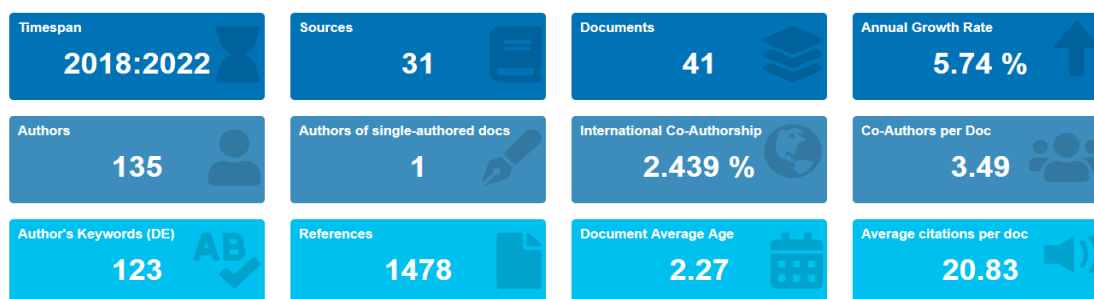 Timespan
2018:2022
Sources
31
Documents
41
Annual Growth Rate
5.74 %
Authors
135
Authors of single-authored docs
1
International Co-Authorship
2.439 %
Co-Authors per Doc
3.49
Author's Keywords (DE)
123
AB
References
1478
Document Average Age
2.27
Average citations per doc
20.83